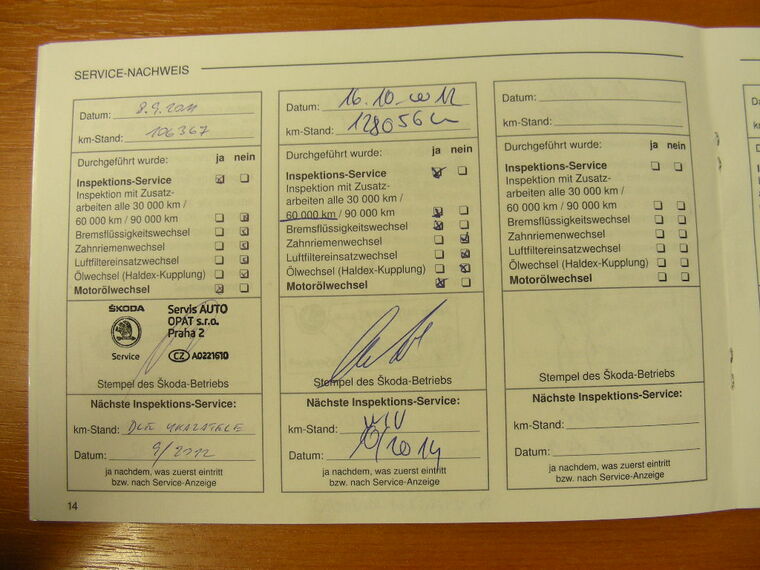 SERVICE-NACHWEIS
Datum: 8.9.2011
km-Stand: 106367
Durchgeführt wurde: ja nein
Inspektions-Service
Inspektion mit Zusatz-
arbeiten alle 30 000 km /
60 000 km / 90 000 km
Bremsflüssigkeitswechsel
Zahnriemenwechsel
Luftfiltereinsatzwechsel
Ölwechsel (Haldex-Kupplung)
Motorölwechsel
ŠKODA
Service
Servis AUTO
OPAT s.r.o.
Praha 2
CZ A0221610
Stempel des Škoda-Betriebs
Nächste Inspektions-Service:
km-Stand: DLE UKAZATELE
Datum: 9/2012
je nachdem, was zuerst eintritt
bzw. nach Service-Anzeige
Datum: 16.10.2012
km-Stand: 128056
Durchgeführt wurde: ja nein
Inspektions-Service
Inspektion mit Zusatz-
arbeiten alle 30 000 km /
60 000 km / 90 000 km
Bremsflüssigkeitswechsel
Zahnriemenwechsel
Luftfiltereinsatzwechsel
Ölwechsel (Haldex-Kupplung)
Motorölwechsel
Stempel des Škoda-Betriebs
Nächste Inspektions-Service:
km-Stand:
Datum: 10/2014
je nachdem, was zuerst eintritt
bzw. nach Service-Anzeige
Datum:
km-Stand:
Durchgeführt wurde: ja nein
Inspektions-Service
Inspektion mit Zusatz-
arbeiten alle 30 000 km /
60 000 km / 90 000 km
Bremsflüssigkeitswechsel
Zahnriemenwechsel
Luftfiltereinsatzwechsel
Ölwechsel (Haldex-Kupplung)
Motorölwechsel
Stempel des Škoda-Betriebs
Nächste Inspektions-Service:
km-Stand:
Datum:
je nachdem, was zuerst eintritt
bzw. nach Service-Anzeige
14